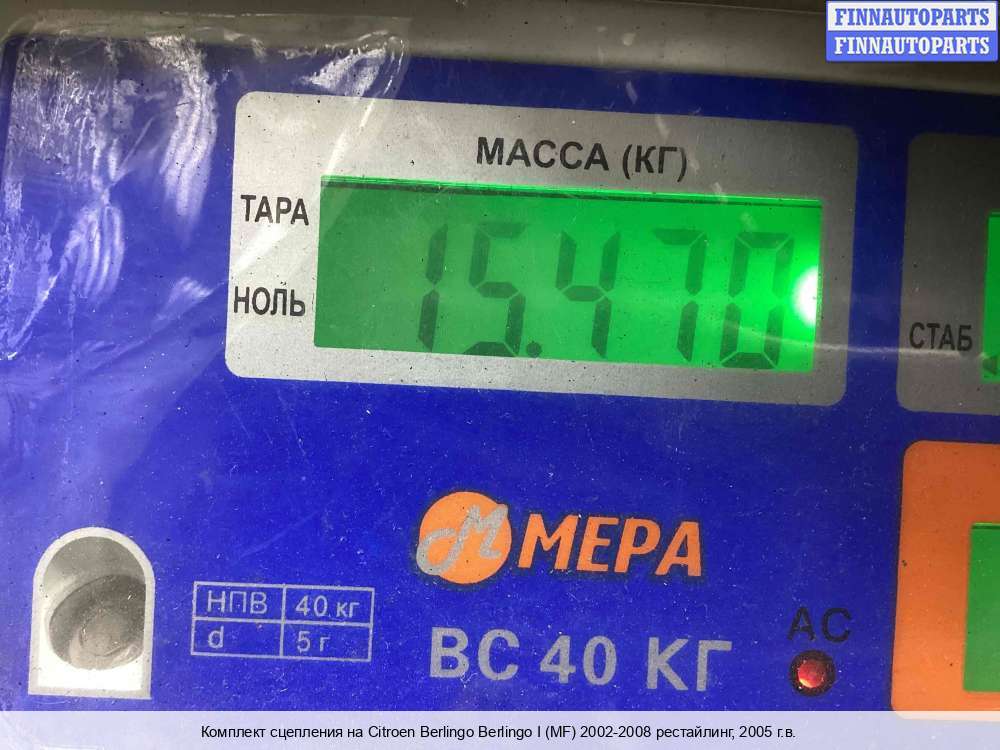 FINNAUTOPARTS
FINNAUTOPARTS
МАССА (КГ)
ТАРА
15.470
НОЛЬ
СТАБ
М МЕРА
НПВ 40 кг
d 5 г
ВС 40 КГ
AC
Комплект сцепления на Citroen Berlingo Berlingo I (MF) 2002-2008 рестайлинг, 2005 г.в.